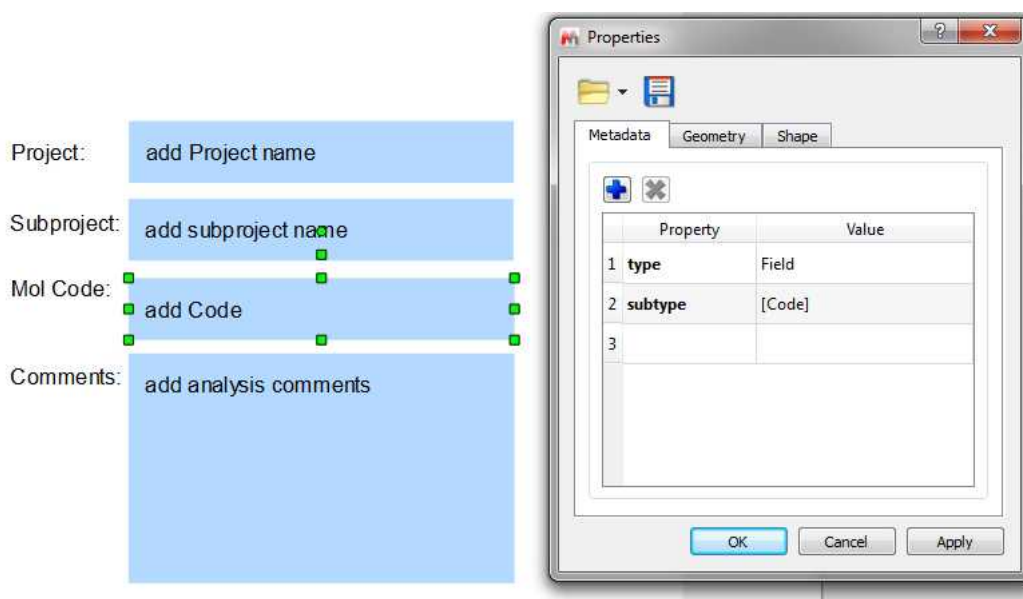 Project:
add Project name
Subproject:
add subproject name
Mol Code:
add Code
Comments:
add analysis comments
Properties
Metadata Geometry Shape
Property Value
1 type Field
2 subtype [Code]
3
OK Cancel Apply